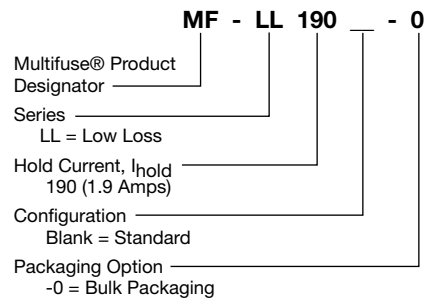 MF - LL 190 __ - 0
Multifuse® Product
Designator
Series
LL = Low Loss
Hold Current, Ihold
190 (1.9 Amps)
Configuration
Blank = Standard
Packaging Option
-0 = Bulk Packaging